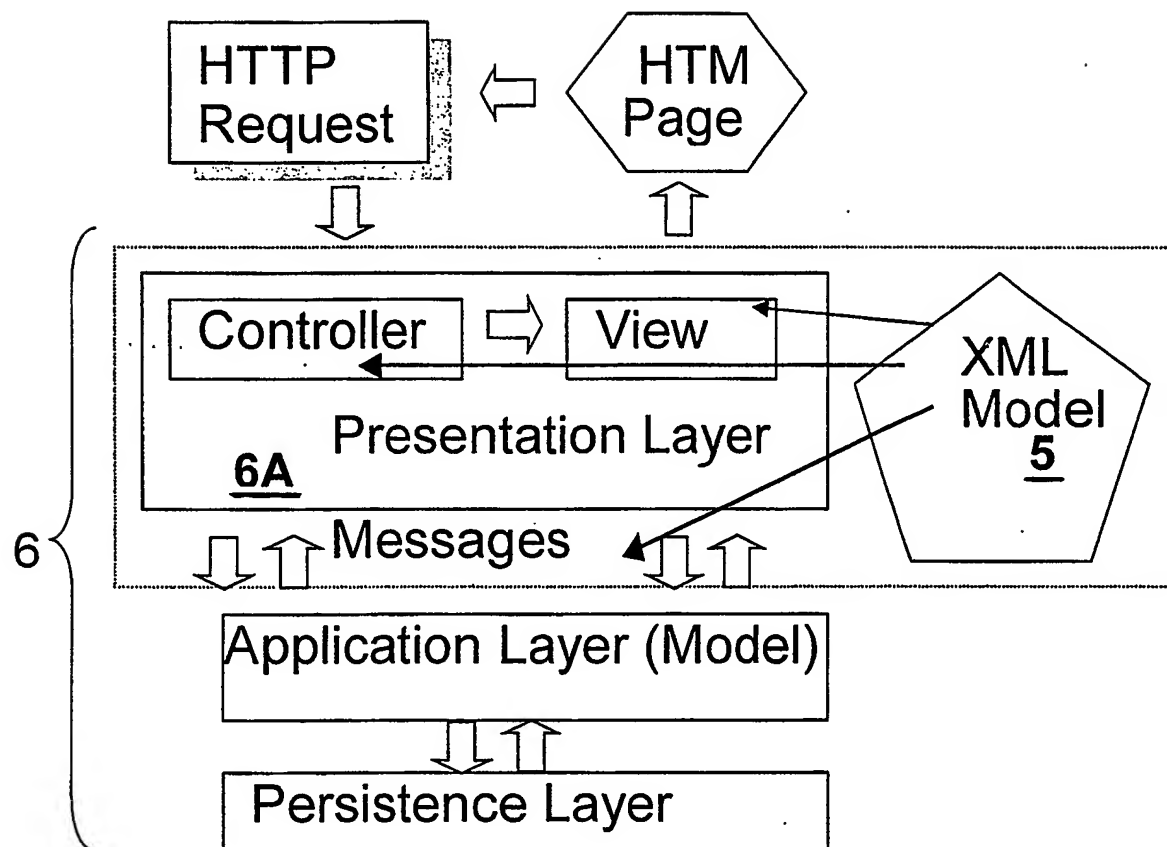 HTTP
Request
HTM
Page
Controller
View
XML
Model
5
Presentation Layer
6A
Messages
6
Application Layer (Model)
Persistence Layer